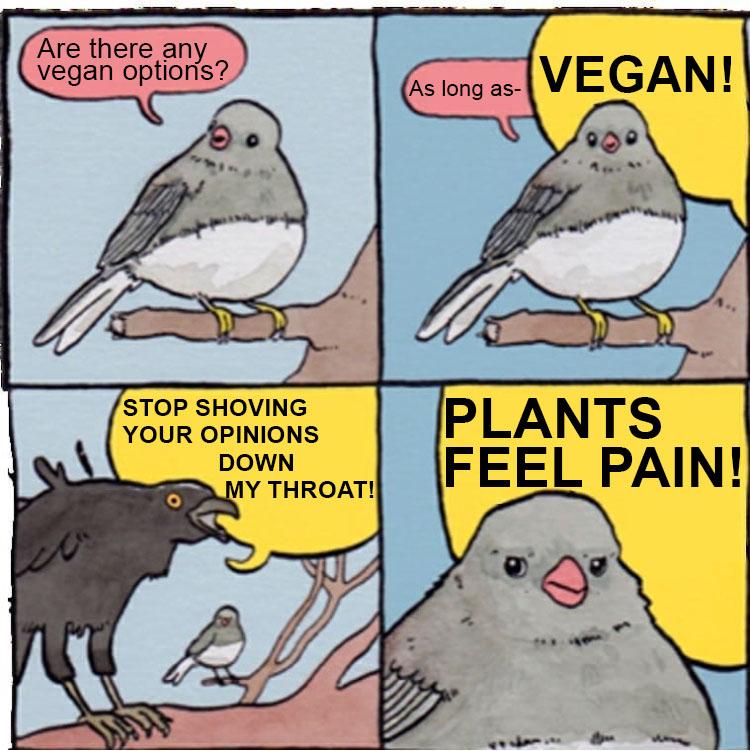 Are there any
vegan options?
As long as-
VEGAN!
STOP SHOVING
YOUR OPINIONS
DOWN
MY THROAT!
PLANTS
FEEL PAIN!